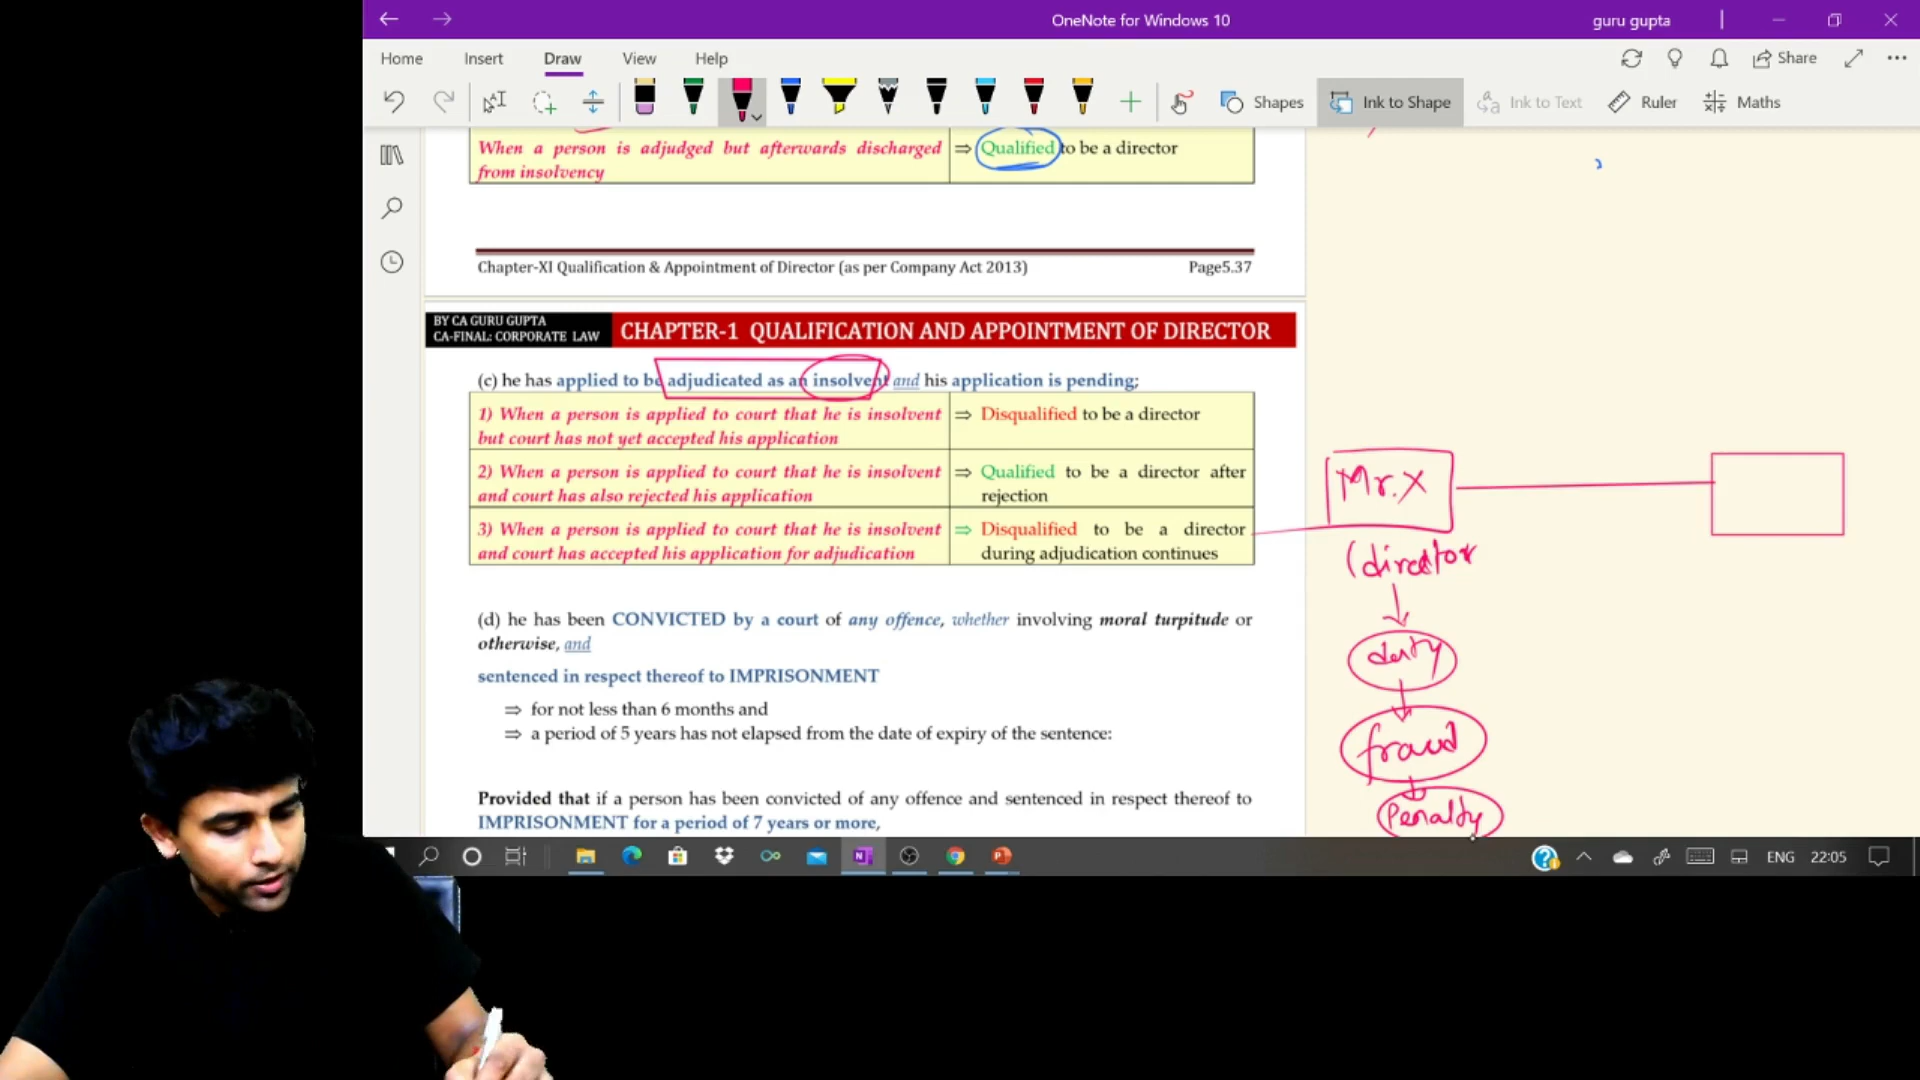 OneNote for Windows 10
guru gupta
Home Insert Draw View Help
Share
Shapes Ink to Shape Ink to Text Ruler Maths
When a person is adjudged but afterwards discharged from insolvency
⇒ Qualified to be a director
Chapter-XI Qualification & Appointment of Director (as per Company Act 2013) Page5.37
BY CA GURU GUPTA
CA-FINAL: CORPORATE LAW
CHAPTER-1 QUALIFICATION AND APPOINTMENT OF DIRECTOR
(c) he has applied to be adjudicated as an insolvent and his application is pending;
1) When a person is applied to court that he is insolvent
but court has not yet accepted his application
⇒ Disqualified to be a director
2) When a person is applied to court that he is insolvent
and court has also rejected his application
⇒ Qualified to be a director after
rejection
3) When a person is applied to court that he is insolvent
and court has accepted his application for adjudication
⇒ Disqualified to be a director
during adjudication continues
(d) he has been CONVICTED by a court of any offence, whether involving moral turpitude or
otherwise, and
sentenced in respect thereof to IMPRISONMENT
⇒ for not less than 6 months and
⇒ a period of 5 years has not elapsed from the date of expiry of the sentence:
Provided that if a person has been convicted of any offence and sentenced in respect thereof to
IMPRISONMENT for a period of 7 years or more,
Mr. X
(director
duty
fraud
Penalty
ENG 22:05